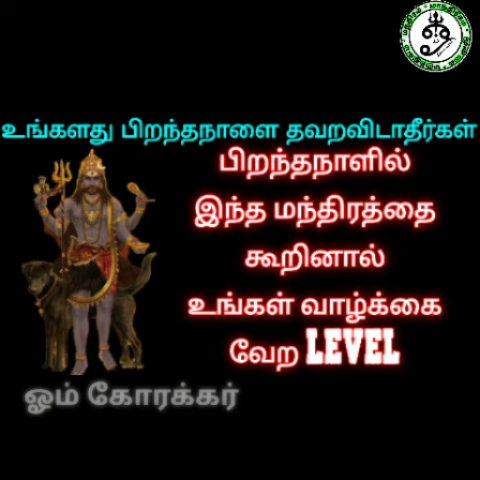 உங்களது பிறந்தநாளை தவறவிடாதீர்கள்
பிறந்தநாளில்
இந்த மந்திரத்தை
கூறினால்
உங்கள் வாழ்க்கை
வேற LEVEL
ஓம் கோரக்கர்